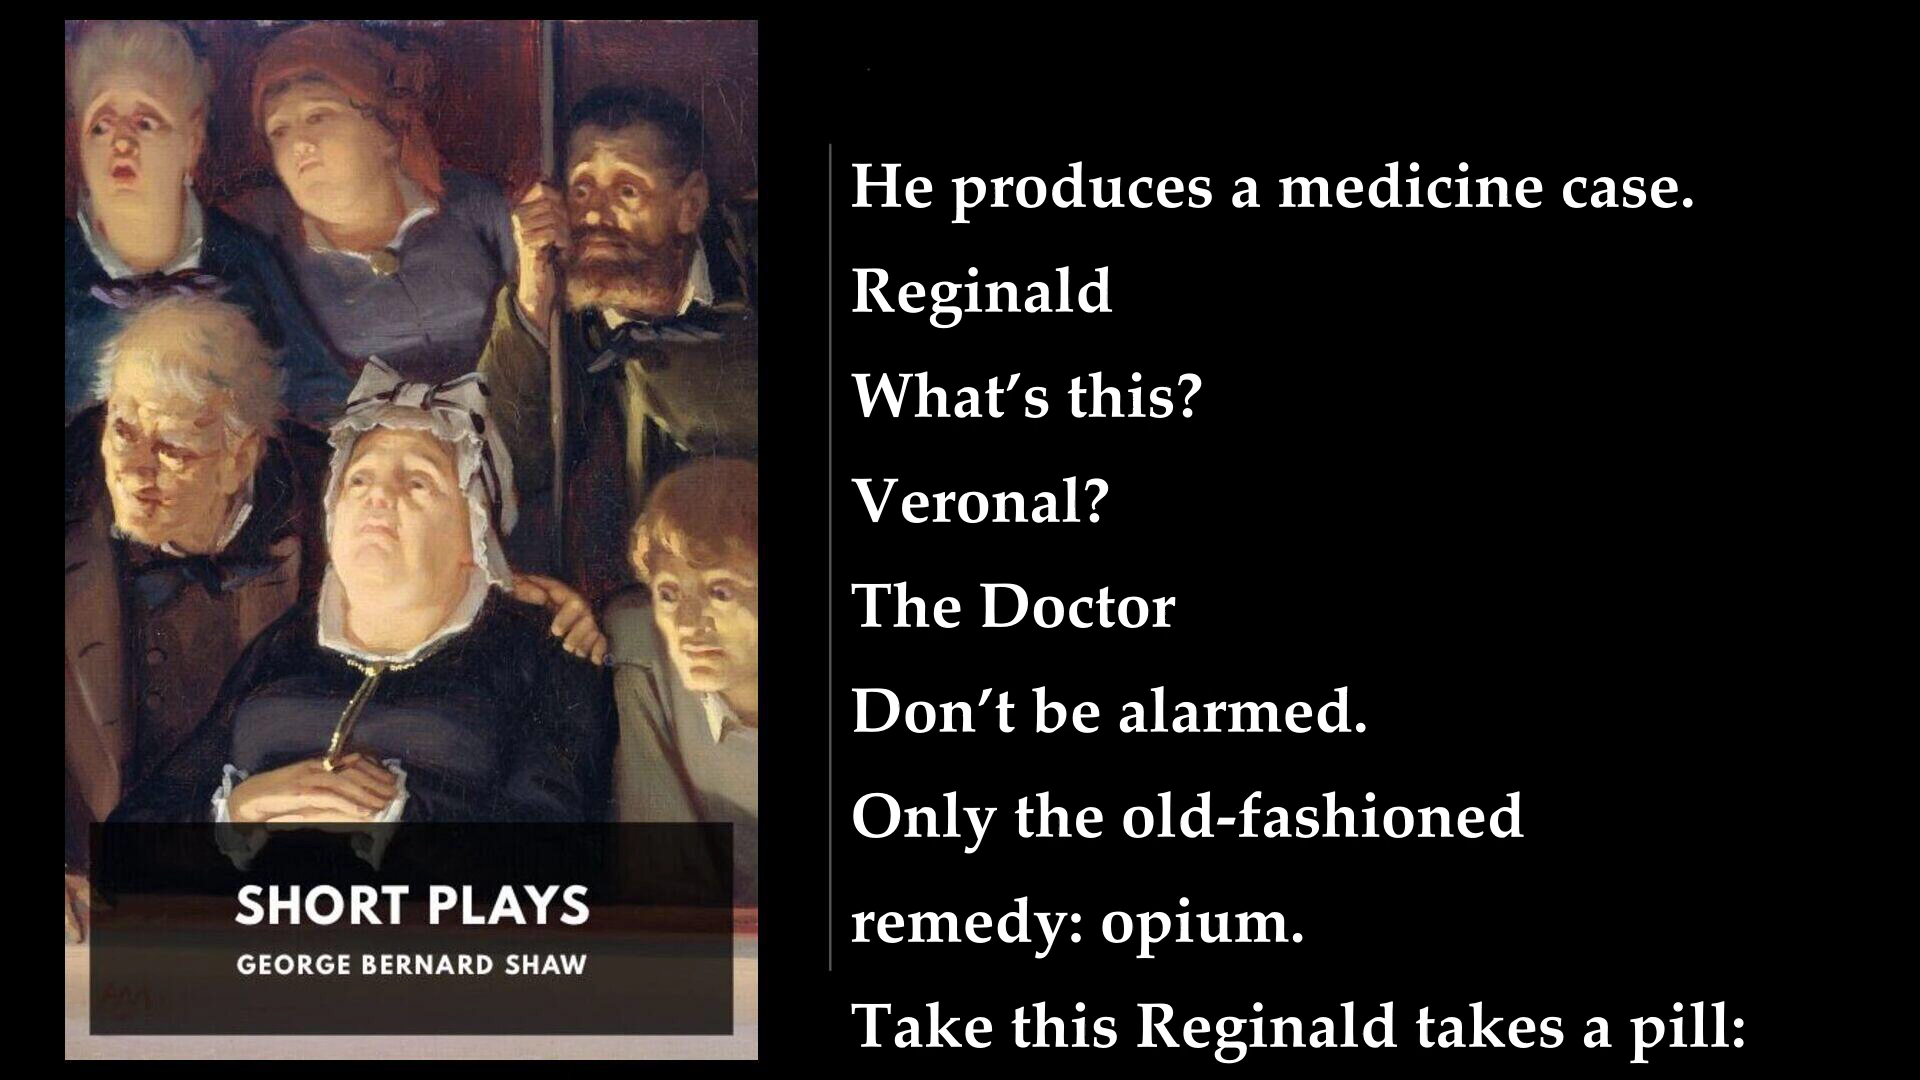 He produces a medicine case.
Reginald
What’s this?
Veronal?
The Doctor
Don’t be alarmed.
Only the old-fashioned
remedy: opium.
Take this Reginald takes a pill:
SHORT PLAYS
GEORGE BERNARD SHAW